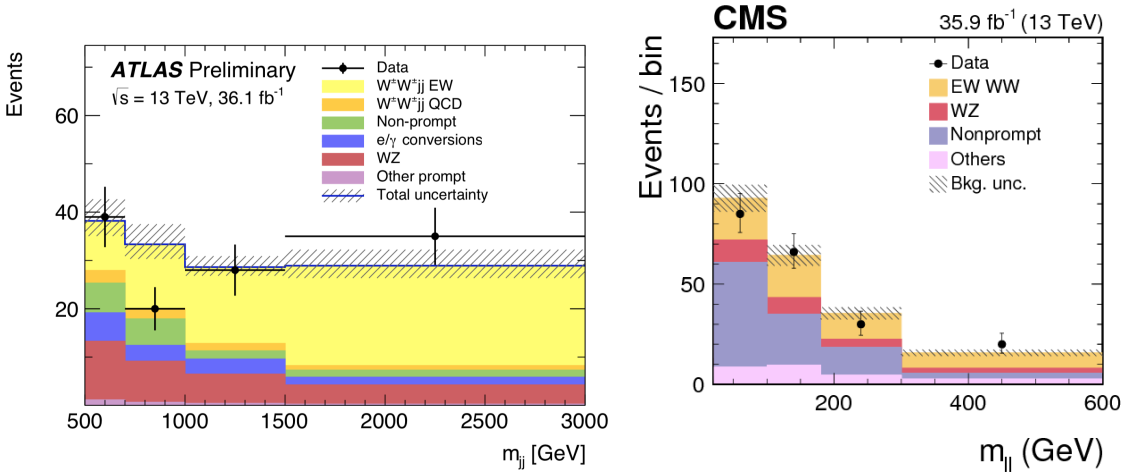 Events
ATLAS Preliminary
√s = 13 TeV, 36.1 fb⁻¹
Data
W±W±jj EW
W±W±jj QCD
Non-prompt
e/γ conversions
WZ
Other prompt
Total uncertainty
60
40
20
500 1000 1500 2000 2500 3000
m_jj [GeV]
CMS
35.9 fb⁻¹ (13 TeV)
Events / bin
Data
EW WW
WZ
Nonprompt
Others
Bkg. unc.
150
100
50
0
200 400 600
m_ll (GeV)